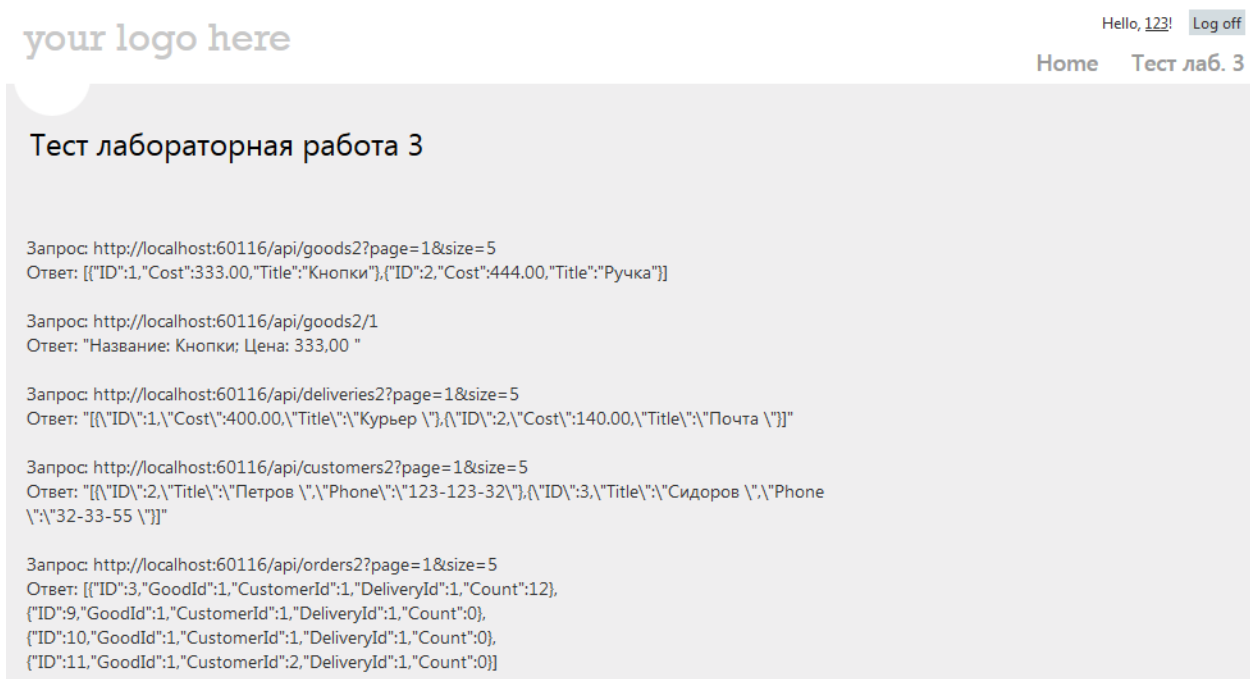 your logo here
Hello, 123! Log off
Home Тест лаб. 3
Тест лабораторная работа 3
Запрос: http://localhost:60116/api/goods2?page=1&size=5
Ответ: [{"ID":1,"Cost":333.00,"Title":"Кнопки"},{"ID":2,"Cost":444.00,"Title":"Ручка"}]
Запрос: http://localhost:60116/api/goods2/1
Ответ: "Название: Кнопки; Цена: 333,00 "
Запрос: http://localhost:60116/api/deliveries2?page=1&size=5
Ответ: "[{\"ID\":1,\"Cost\":400.00,\"Title\":\"Курьер \"},{\"ID\":2,\"Cost\":140.00,\"Title\":\"Почта \"}]"
Запрос: http://localhost:60116/api/customers2?page=1&size=5
Ответ: "[{\"ID\":2,\"Title\":\"Петров \",\"Phone\":\"123-123-32\"},{\"ID\":3,\"Title\":\"Сидоров \",\"Phone
\":\"32-33-55 \"}]"
Запрос: http://localhost:60116/api/orders2?page=1&size=5
Ответ: [{"ID":3,"GoodId":1,"CustomerId":1,"DeliveryId":1,"Count":12},
{"ID":9,"GoodId":1,"CustomerId":1,"DeliveryId":1,"Count":0},
{"ID":10,"GoodId":1,"CustomerId":1,"DeliveryId":1,"Count":0},
{"ID":11,"GoodId":1,"CustomerId":2,"DeliveryId":1,"Count":0}]